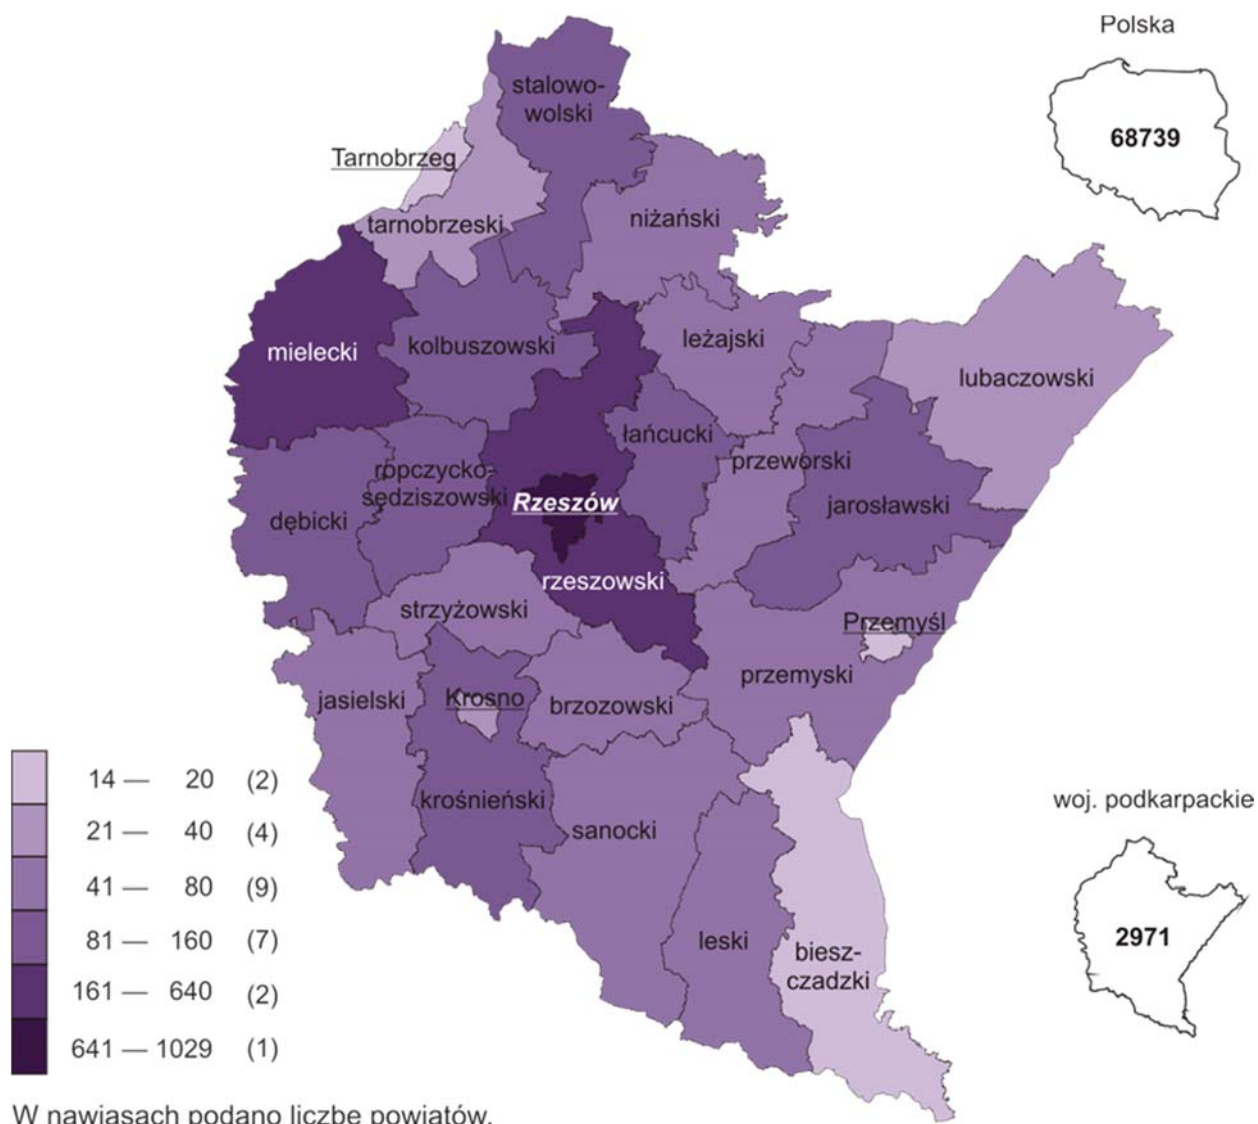 Polska
68739
stalowo-
wolski
Tarnobrzeg
tarnobrzeski
niżański
mielecki
kolbuszowski
leżajski
lubaczowski
łańcucki
przeworski
jarosławski
ropczycko-
sędziszowski
dębicki
Rzeszów
rzeszowski
strzyżowski
Przemyśl
przemyski
jasielski
Krosno
brzozowski
krośnieński
sanocki
leski
biesz-
czadzki
woj. podkarpackie
2971
14 — 20 (2)
21 — 40 (4)
41 — 80 (9)
81 — 160 (7)
161 — 640 (2)
641 — 1029 (1)
W nawiasach podano liczbę powiatów.